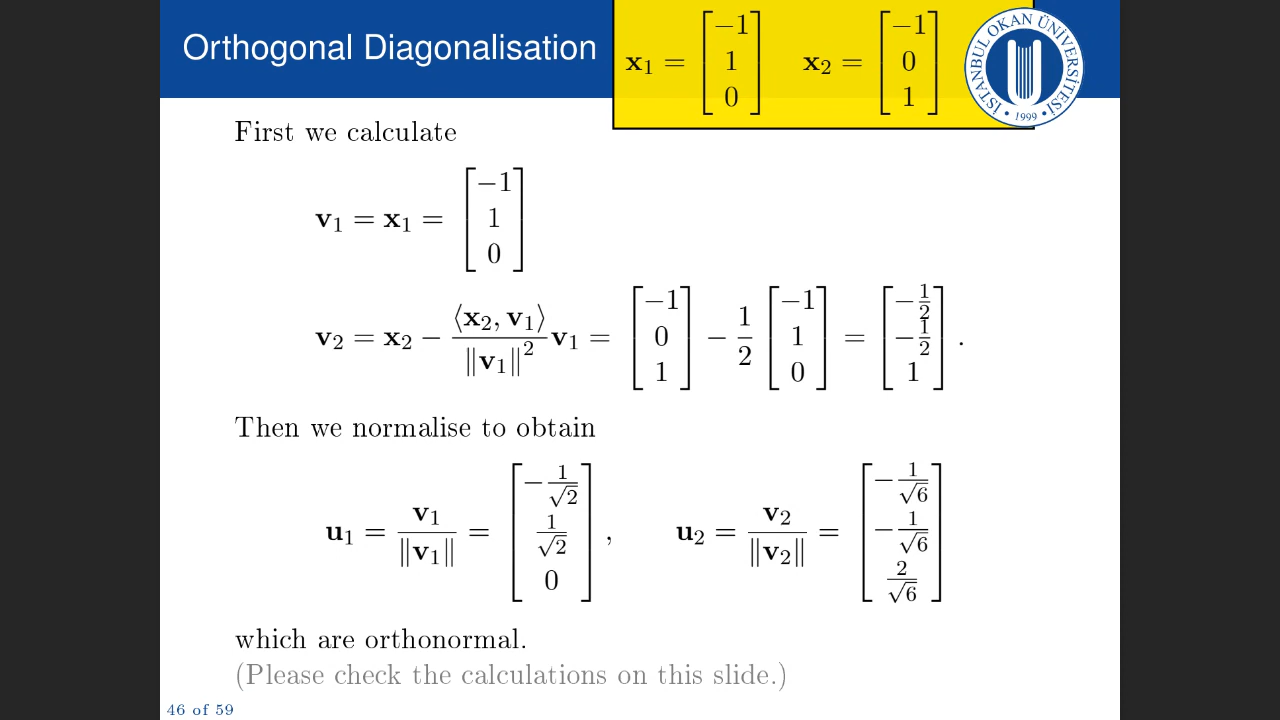 Orthogonal Diagonalisation
x₁ = [−1 1 0] x₂ = [−1 0 1]
İSTANBUL OKAN ÜNİVERSİTESİ
• 1999 •
First we calculate
v₁ = x₁ = [−1 1 0]
v₂ = x₂ − ⟨x₂, v₁⟩/‖v₁‖² v₁ = [−1 0 1] − 1/2 [−1 1 0] = [−1/2 −1/2 1].
Then we normalise to obtain
u₁ = v₁/‖v₁‖ = [−1/√2 1/√2 0], u₂ = v₂/‖v₂‖ = [−1/√6 −1/√6 2/√6]
which are orthonormal.
(Please check the calculations on this slide.)
46 of 59